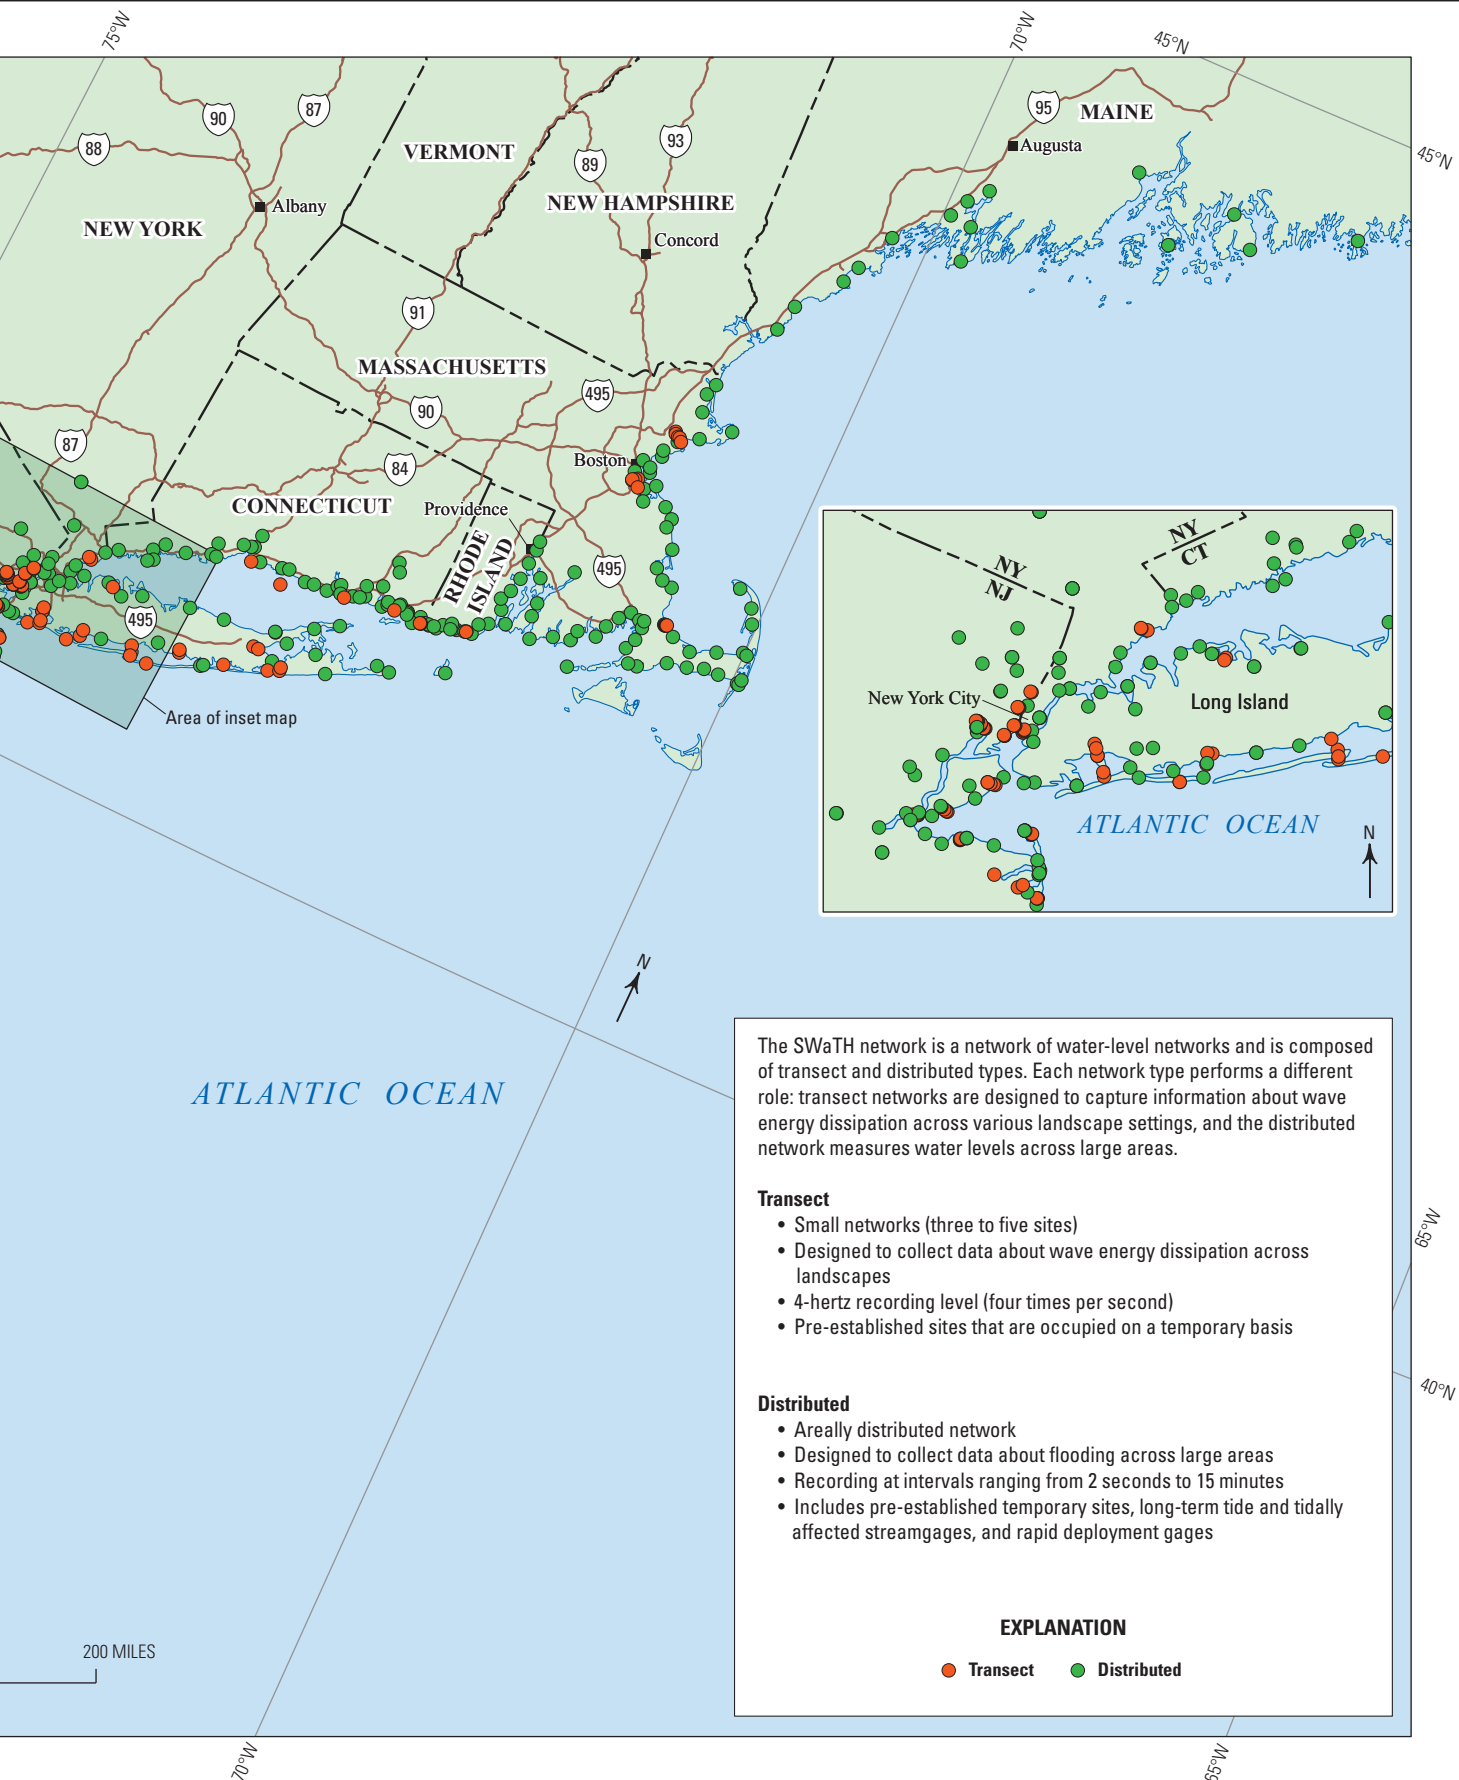 75°W
70°W
45°N
90
87
95
MAINE
88
93
Augusta
VERMONT
89
45°N
NEW HAMPSHIRE
Albany
NEW YORK
Concord
91
MASSACHUSETTS
495
90
87
Boston
84
CONNECTICUT
Providence
RHODE
ISLAND
495
495
Area of inset map
NY
NJ
NY
CT
New York City
Long Island
ATLANTIC OCEAN
N
N
ATLANTIC OCEAN
The SWaTH network is a network of water-level networks and is composed
of transect and distributed types. Each network type performs a different
role: transect networks are designed to capture information about wave
energy dissipation across various landscape settings, and the distributed
network measures water levels across large areas.
Transect
• Small networks (three to five sites)
• Designed to collect data about wave energy dissipation across
landscapes
• 4-hertz recording level (four times per second)
• Pre-established sites that are occupied on a temporary basis
65°W
40°N
Distributed
• Areally distributed network
• Designed to collect data about flooding across large areas
• Recording at intervals ranging from 2 seconds to 15 minutes
• Includes pre-established temporary sites, long-term tide and tidally
affected streamgages, and rapid deployment gages
EXPLANATION
Transect Distributed
200 MILES
70°W
65°W